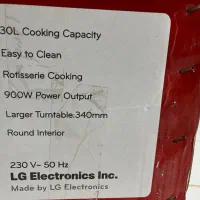 30L Cooking Capacity
Easy to Clean
Rotisserie Cooking
900W Power Output
Larger Turntable:340mm
Round Interior
230 V~ 50 Hz
LG Electronics Inc.
Made by LG Electronics